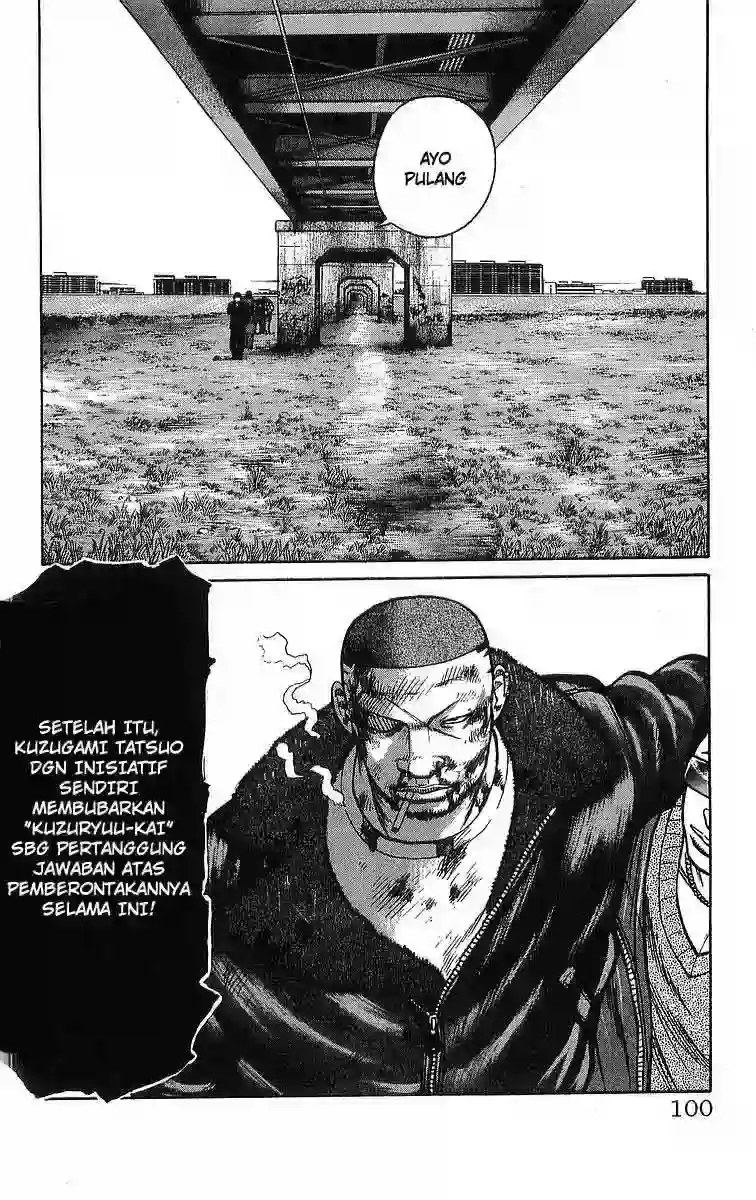 AYO
PULANG
SETELAH ITU,
KUZUGAMI TATSUO
DGN INISIATIF
SENDIRI
MEMBUBARKAN
"KUZURYUU-KAI"
SBG PERTANGGUNG
JAWABAN ATAS
PEMBERONTAKANNYA
SELAMA INI!
100